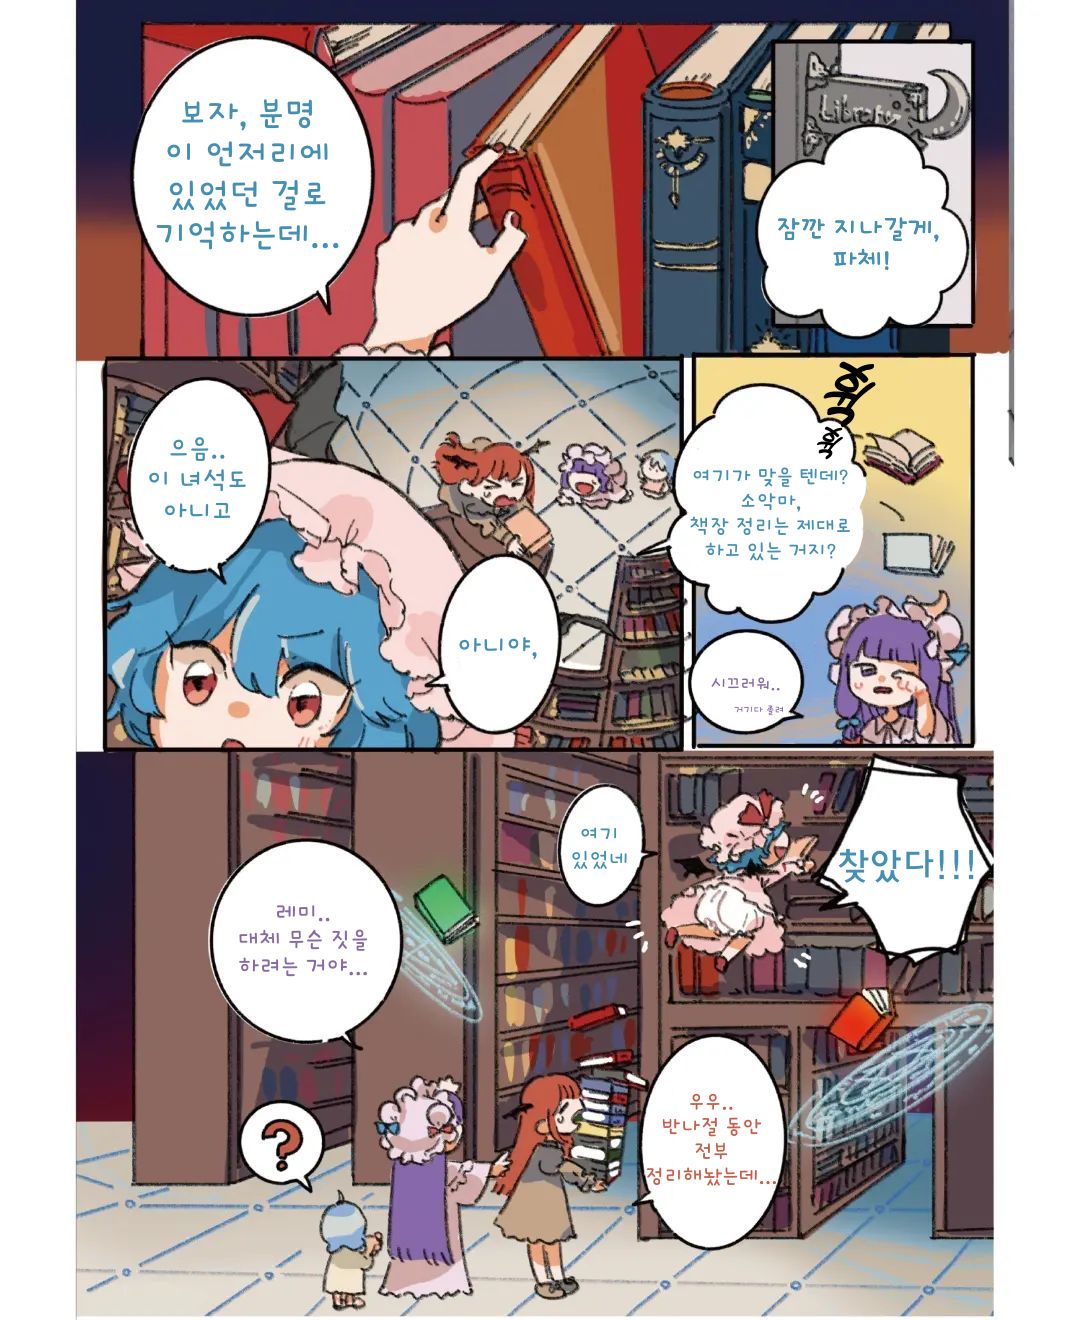 보자, 분명
이 언저리에
있었던 걸로
기억하는데...
Library
잠깐 지나갈게,
파체!
으음..
이 녀석도
아니고
아니야,
여기가 맞을 텐데?
소악마,
책장 정리는 제대로
하고 있는 거지?
시끄러워..
거기다 졸려
여기
있었네
찾았다!!!
레미..
대체 무슨 짓을
하려는 거야...
?
우우..
반나절 동안
전부
정리해놨는데...